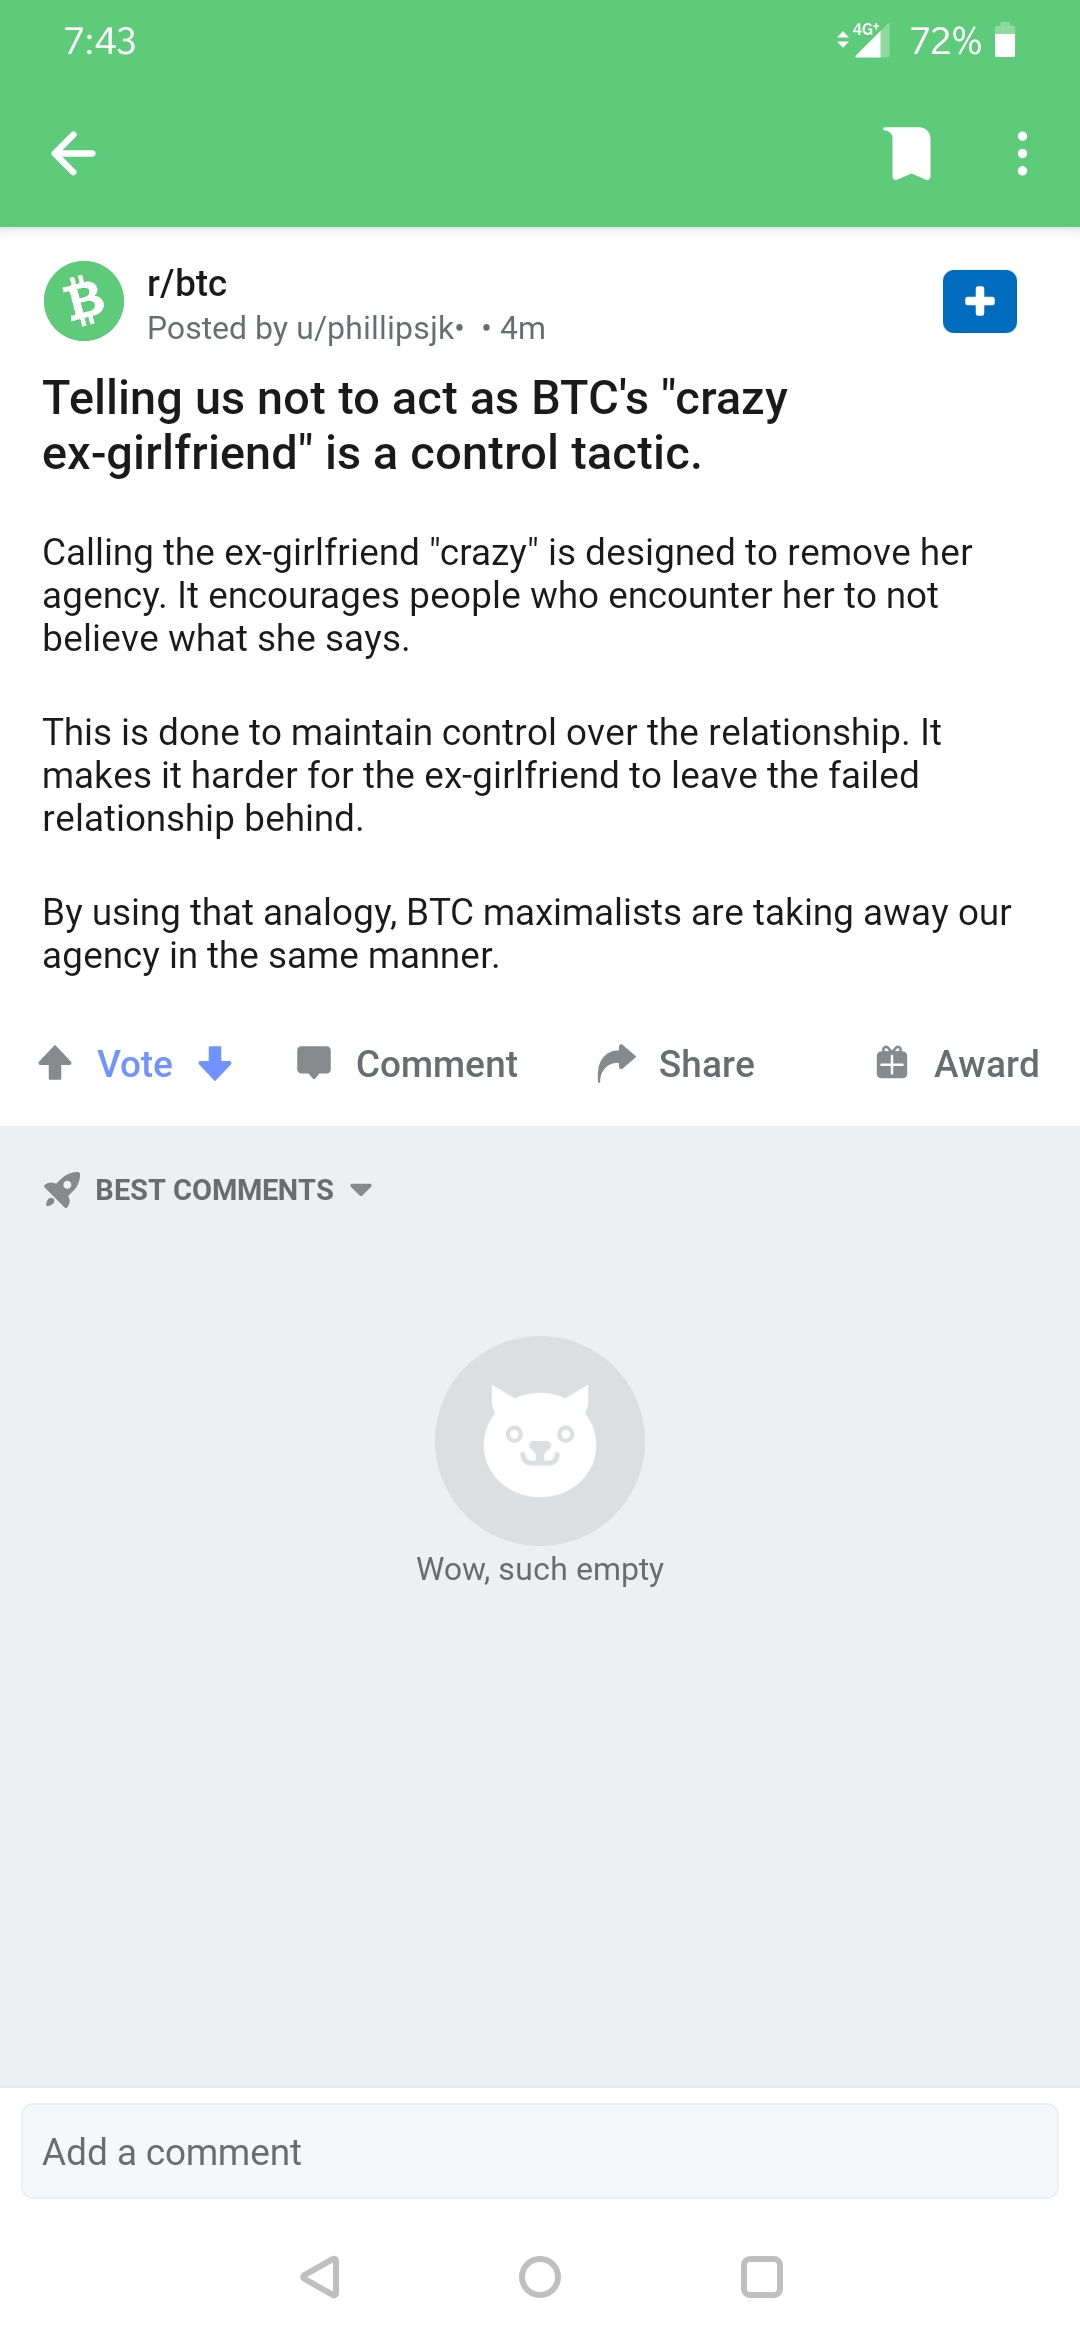 7:43
4G+ 72%
r/btc
Posted by u/phillipsjk• • 4m
Telling us not to act as BTC's "crazy
ex-girlfriend" is a control tactic.
Calling the ex-girlfriend "crazy" is designed to remove her
agency. It encourages people who encounter her to not
believe what she says.
This is done to maintain control over the relationship. It
makes it harder for the ex-girlfriend to leave the failed
relationship behind.
By using that analogy, BTC maximalists are taking away our
agency in the same manner.
Vote Comment Share Award
BEST COMMENTS
Wow, such empty
Add a comment